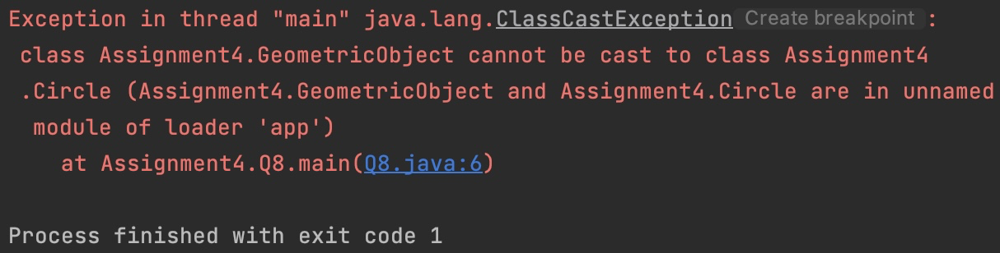 Exception in thread "main" java.lang.ClassCastException Create breakpoint :
class Assignment4.GeometricObject cannot be cast to class Assignment4
.Circle (Assignment4.GeometricObject and Assignment4.Circle are in unnamed
module of loader 'app')
at Assignment4.Q8.main(Q8.java:6)
Process finished with exit code 1